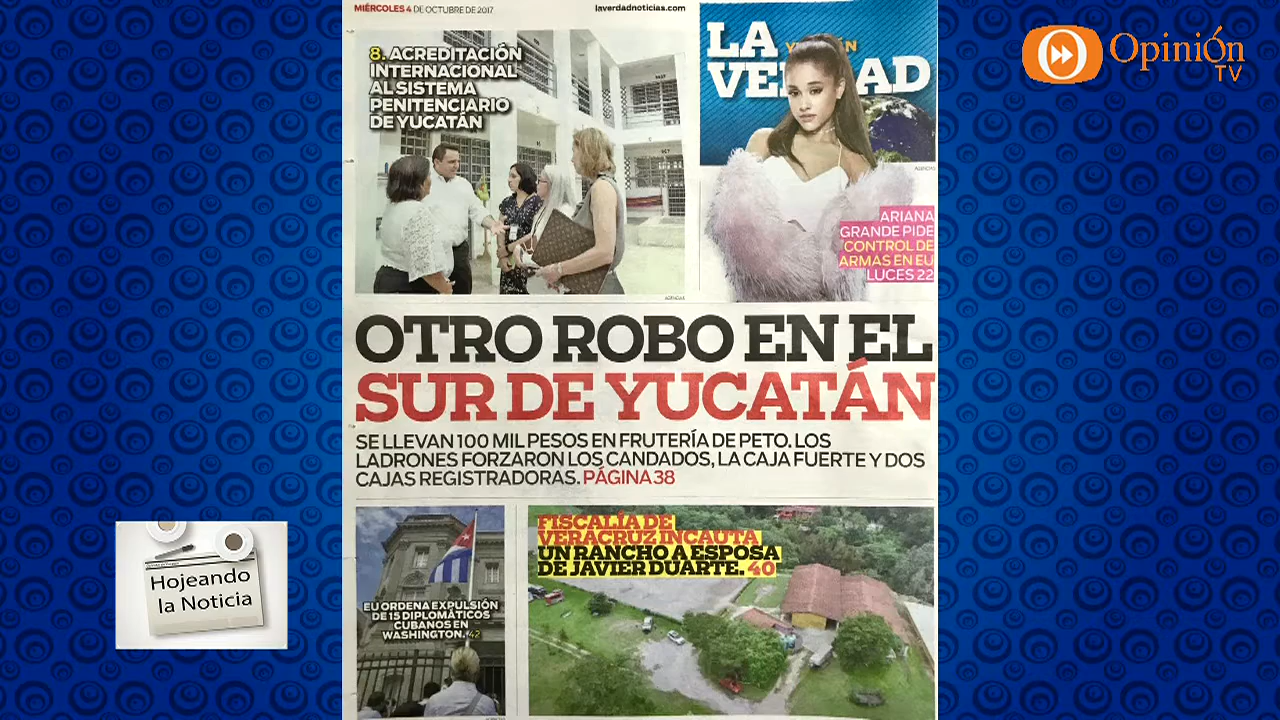 MIÉRCOLES 4 DE OCTUBRE DE 2017
laverdadnoticias.com
8. ACREDITACIÓN
INTERNACIONAL
AL SISTEMA
PENITENCIARIO
DE YUCATÁN
AGENCIAS
LA
VERDAD
ARIANA
GRANDE PIDE
CONTROL DE
ARMAS EN EU
LUCES 22
Opinión
TV
OTRO ROBO EN EL
SUR DE YUCATÁN
SE LLEVAN 100 MIL PESOS EN FRUTERÍA DE PETO. LOS
LADRONES FORZARON LOS CANDADOS, LA CAJA FUERTE Y DOS
CAJAS REGISTRADORAS. PÁGINA 38
Hojeando
la Noticia
EU ORDENA EXPULSIÓN
DE 15 DIPLOMÁTICOS
CUBANOS EN
WASHINGTON. 42
FISCALÍA DE
VERACRUZ INCAUTA
UN RANCHO A ESPOSA
DE JAVIER DUARTE. 40